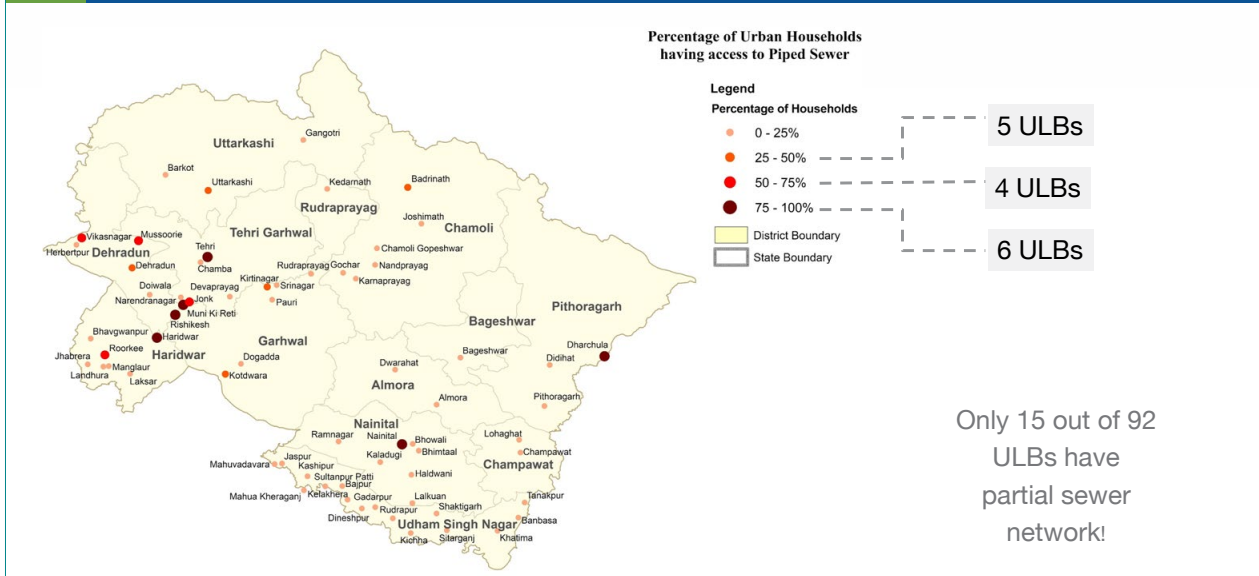 Percentage of Urban Households
having access to Piped Sewer
Legend
Percentage of Households
0 - 25%
25 - 50%
50 - 75%
75 - 100%
District Boundary
State Boundary
5 ULBs
4 ULBs
6 ULBs
Only 15 out of 92
ULBs have
partial sewer
network!
Gangotri
Uttarkashi
Barkot
Uttarkashi
Kedarnath
Badrinath
Rudraprayag
Joshimath
Chamoli
Vikasnagar
Mussoorie
Tehri Garhwal
Herbertpur
Dehradun
Tehri
Chamoli Gopeshwar
Dehradun
Chamba
Rudraprayag
Gochar
Nandprayag
Kirtinagar
Karnaprayag
Doiwala
Devaprayag
Srinagar
Narendranagar
Jonk
Pauri
Muni Ki Reti
Rishikesh
Pithoragarh
Bageshwar
Bhavgwanpur
Haridwar
Garhwal
Dharchula
Roorkee
Haridwar
Jhabrera
Manglaur
Dogadda
Bageshwar
Didihat
Landhura
Laksar
Kotdwara
Dwarahat
Almora
Almora
Pithoragarh
Nainital
Ramnagar
Nainital
Bhowali
Lohaghat
Bhimtaal
Champawat
Jaspur
Kaladugi
Mahuvadavara
Champawat
Kashipur
Haldwani
Sultanpur Patti
Bajpur
Mahua Kheraganj
Kelakhera
Gadarpur
Lalkuan
Tanakpur
Rudrapur
Shaktigarh
Dineshpur
Udham Singh Nagar
Banbasa
Kichha
Sitarganj
Khatima